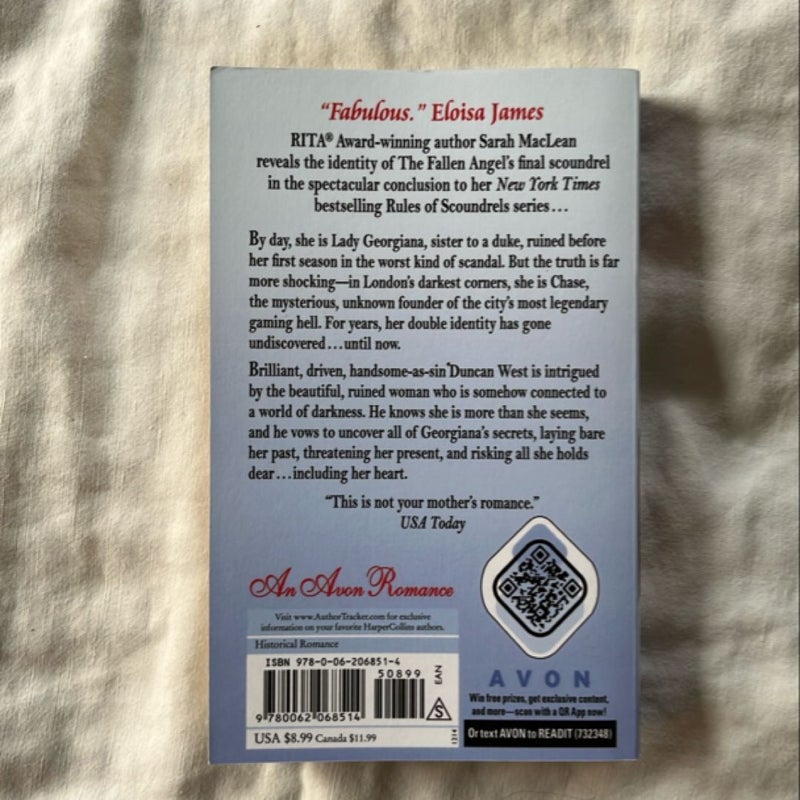 “Fabulous.” Eloisa James
RITA® Award-winning author Sarah MacLean
reveals the identity of The Fallen Angel’s final scoundrel
in the spectacular conclusion to her New York Times
bestselling Rules of Scoundrels series…
By day, she is Lady Georgiana, sister to a duke, ruined before
her first season in the worst kind of scandal. But the truth is far
more shocking—in London’s darkest corners, she is Chase,
the mysterious, unknown founder of the city’s most legendary
gaming hell. For years, her double identity has gone
undiscovered…until now.
Brilliant, driven, handsome-as-sin Duncan West is intrigued
by the beautiful, ruined woman who is somehow connected to
a world of darkness. He knows she is more than she seems,
and he vows to uncover all of Georgiana’s secrets, laying bare
her past, threatening her present, and risking all she holds
dear…including her heart.
“This is not your mother’s romance.”
USA Today
An Avon Romance
Visit www.AuthorTracker.com for exclusive
information on your favorite HarperCollins authors.
Historical Romance
ISBN 978-0-06-206851-4
50899
EAN
9 780062 068514
S
USA $8.99 Canada $11.99
1214
AVON
Win free prizes, get exclusive content,
and more—scan with a QR App now!
Or text AVON to READIT (732348)